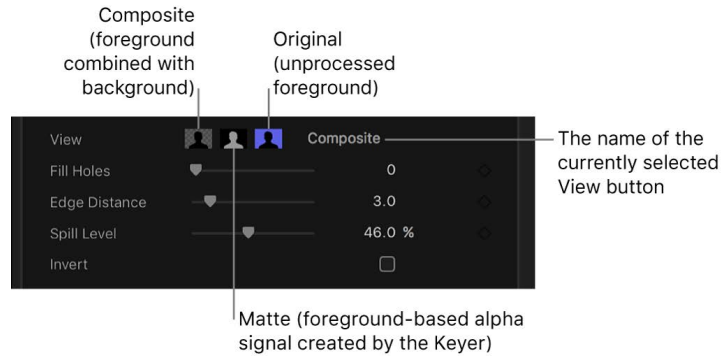 Composite
(foreground
combined with
background)
Original
(unprocessed
foreground)
View
Composite
The name of the
currently selected
View button
Fill Holes
0
Edge Distance
3.0
Spill Level
46.0 %
Invert
Matte (foreground-based alpha
signal created by the Keyer)